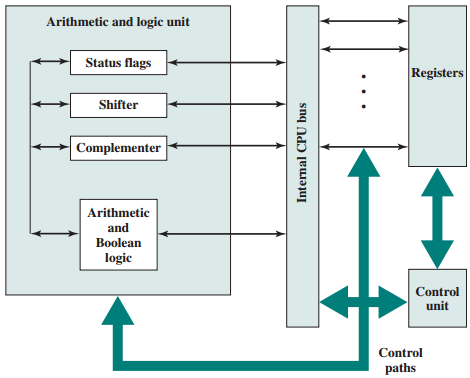 Arithmetic and logic unit
Status flags
Shifter
Complementer
Arithmetic
and
Boolean
logic
Internal CPU bus
Registers
Control
unit
Control
paths